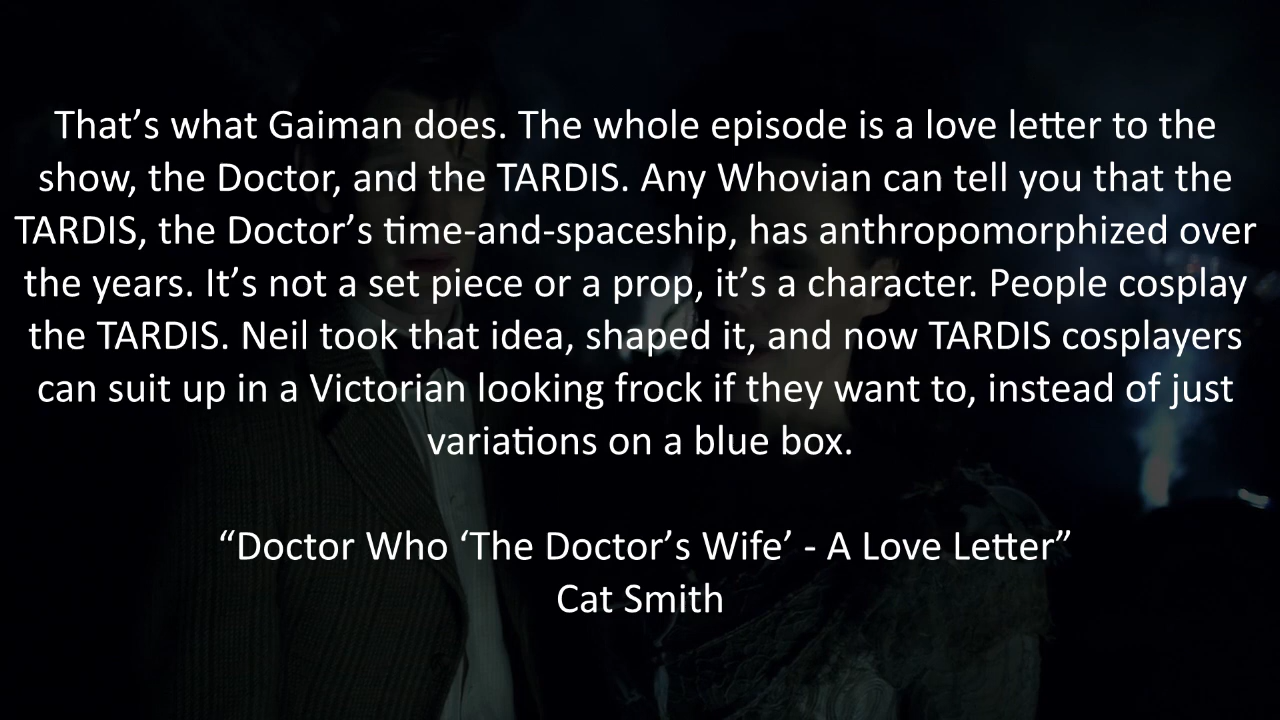 That’s what Gaiman does. The whole episode is a love letter to the
show, the Doctor, and the TARDIS. Any Whovian can tell you that the
TARDIS, the Doctor’s time-and-spaceship, has anthropomorphized over
the years. It’s not a set piece or a prop, it’s a character. People cosplay
the TARDIS. Neil took that idea, shaped it, and now TARDIS cosplayers
can suit up in a Victorian looking frock if they want to, instead of just
variations on a blue box.
“Doctor Who ‘The Doctor’s Wife’ - A Love Letter”
Cat Smith